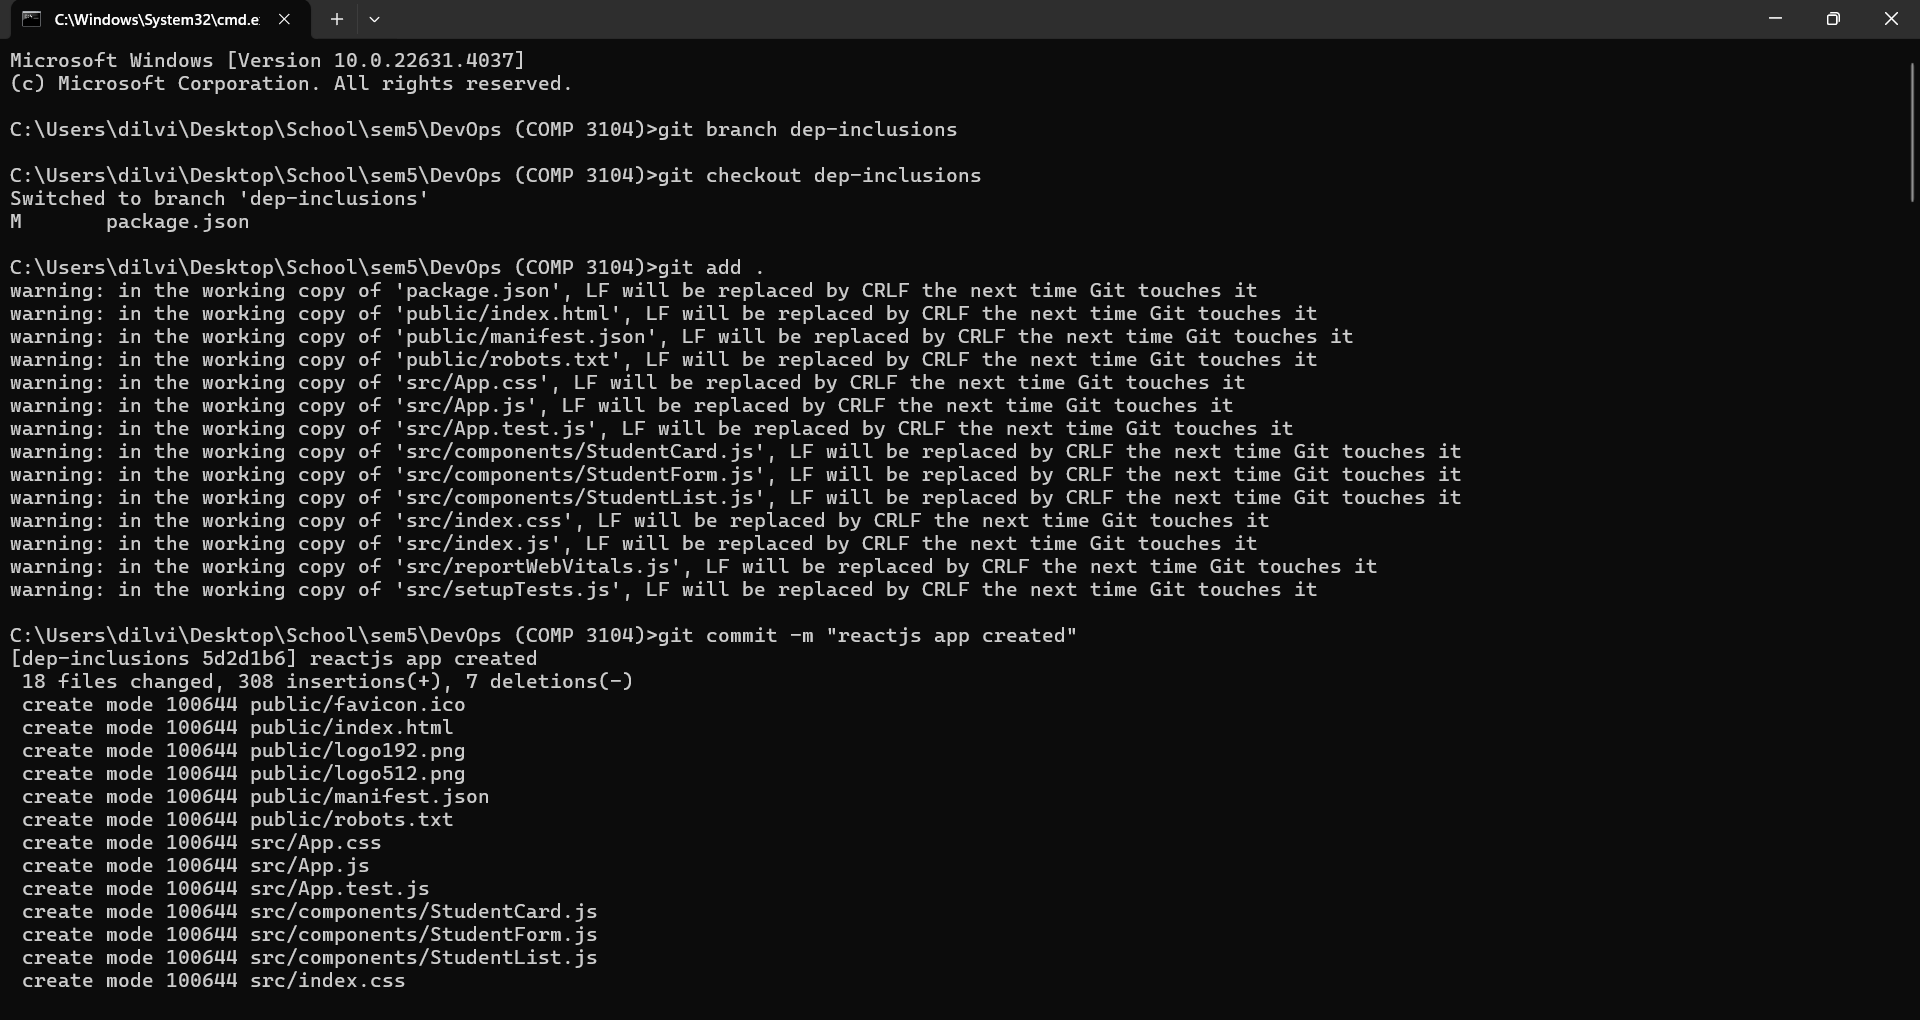 C:\Windows\System32\cmd.e
Microsoft Windows [Version 10.0.22631.4037]
(c) Microsoft Corporation. All rights reserved.
C:\Users\dilvi\Desktop\School\sem5\DevOps (COMP 3104)>git branch dep-inclusions
C:\Users\dilvi\Desktop\School\sem5\DevOps (COMP 3104)>git checkout dep-inclusions
Switched to branch 'dep-inclusions'
M       package.json
C:\Users\dilvi\Desktop\School\sem5\DevOps (COMP 3104)>git add .
warning: in the working copy of 'package.json', LF will be replaced by CRLF the next time Git touches it
warning: in the working copy of 'public/index.html', LF will be replaced by CRLF the next time Git touches it
warning: in the working copy of 'public/manifest.json', LF will be replaced by CRLF the next time Git touches it
warning: in the working copy of 'public/robots.txt', LF will be replaced by CRLF the next time Git touches it
warning: in the working copy of 'src/App.css', LF will be replaced by CRLF the next time Git touches it
warning: in the working copy of 'src/App.js', LF will be replaced by CRLF the next time Git touches it
warning: in the working copy of 'src/App.test.js', LF will be replaced by CRLF the next time Git touches it
warning: in the working copy of 'src/components/StudentCard.js', LF will be replaced by CRLF the next time Git touches it
warning: in the working copy of 'src/components/StudentForm.js', LF will be replaced by CRLF the next time Git touches it
warning: in the working copy of 'src/components/StudentList.js', LF will be replaced by CRLF the next time Git touches it
warning: in the working copy of 'src/index.css', LF will be replaced by CRLF the next time Git touches it
warning: in the working copy of 'src/index.js', LF will be replaced by CRLF the next time Git touches it
warning: in the working copy of 'src/reportWebVitals.js', LF will be replaced by CRLF the next time Git touches it
warning: in the working copy of 'src/setupTests.js', LF will be replaced by CRLF the next time Git touches it
C:\Users\dilvi\Desktop\School\sem5\DevOps (COMP 3104)>git commit -m "reactjs app created"
[dep-inclusions 5d2d1b6] reactjs app created
 18 files changed, 308 insertions(+), 7 deletions(-)
 create mode 100644 public/favicon.ico
 create mode 100644 public/index.html
 create mode 100644 public/logo192.png
 create mode 100644 public/logo512.png
 create mode 100644 public/manifest.json
 create mode 100644 public/robots.txt
 create mode 100644 src/App.css
 create mode 100644 src/App.js
 create mode 100644 src/App.test.js
 create mode 100644 src/components/StudentCard.js
 create mode 100644 src/components/StudentForm.js
 create mode 100644 src/components/StudentList.js
 create mode 100644 src/index.css